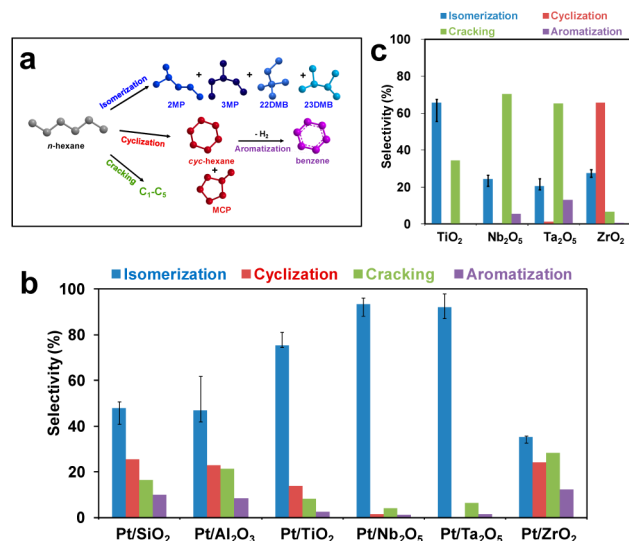 a
Isomerization
+ + +
2MP 3MP 22DMB 23DMB
n-hexane
Cyclization
- H₂
Aromatization
cyc-hexane
benzene
+
MCP
Cracking
C₁-C₅
c
Isomerization Cyclization
Cracking Aromatization
Selectivity (%)
100
80
60
40
20
0
TiO₂ Nb₂O₅ Ta₂O₅ ZrO₂
b
Isomerization Cyclization Cracking Aromatization
Selectivity (%)
100
80
60
40
20
0
Pt/SiO₂ Pt/Al₂O₃ Pt/TiO₂ Pt/Nb₂O₅ Pt/Ta₂O₅ Pt/ZrO₂